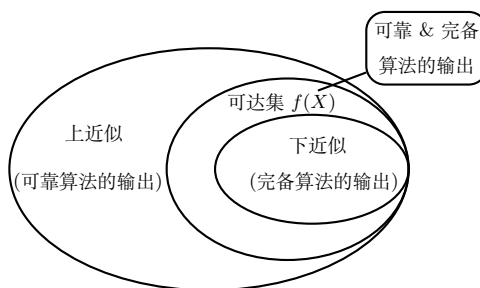 可靠 & 完备
算法的输出
可达集 f(X)
上近似
(可靠算法的输出)
下近似
(完备算法的输出)